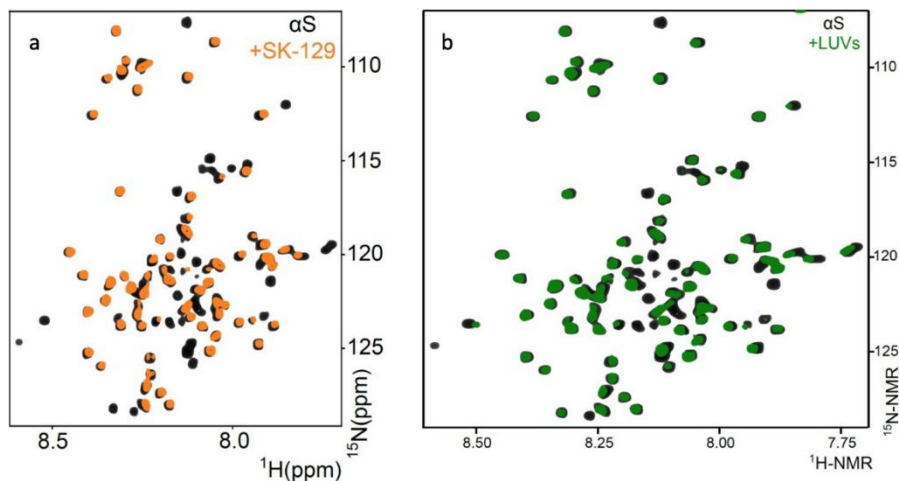 a
αS
+SK-129
110
115
120
125
15N(ppm)
8.5
8.0
1H(ppm)
b
αS
+LUVs
110
115
120
125
15N-NMR
8.50
8.25
8.00
7.75
1H-NMR